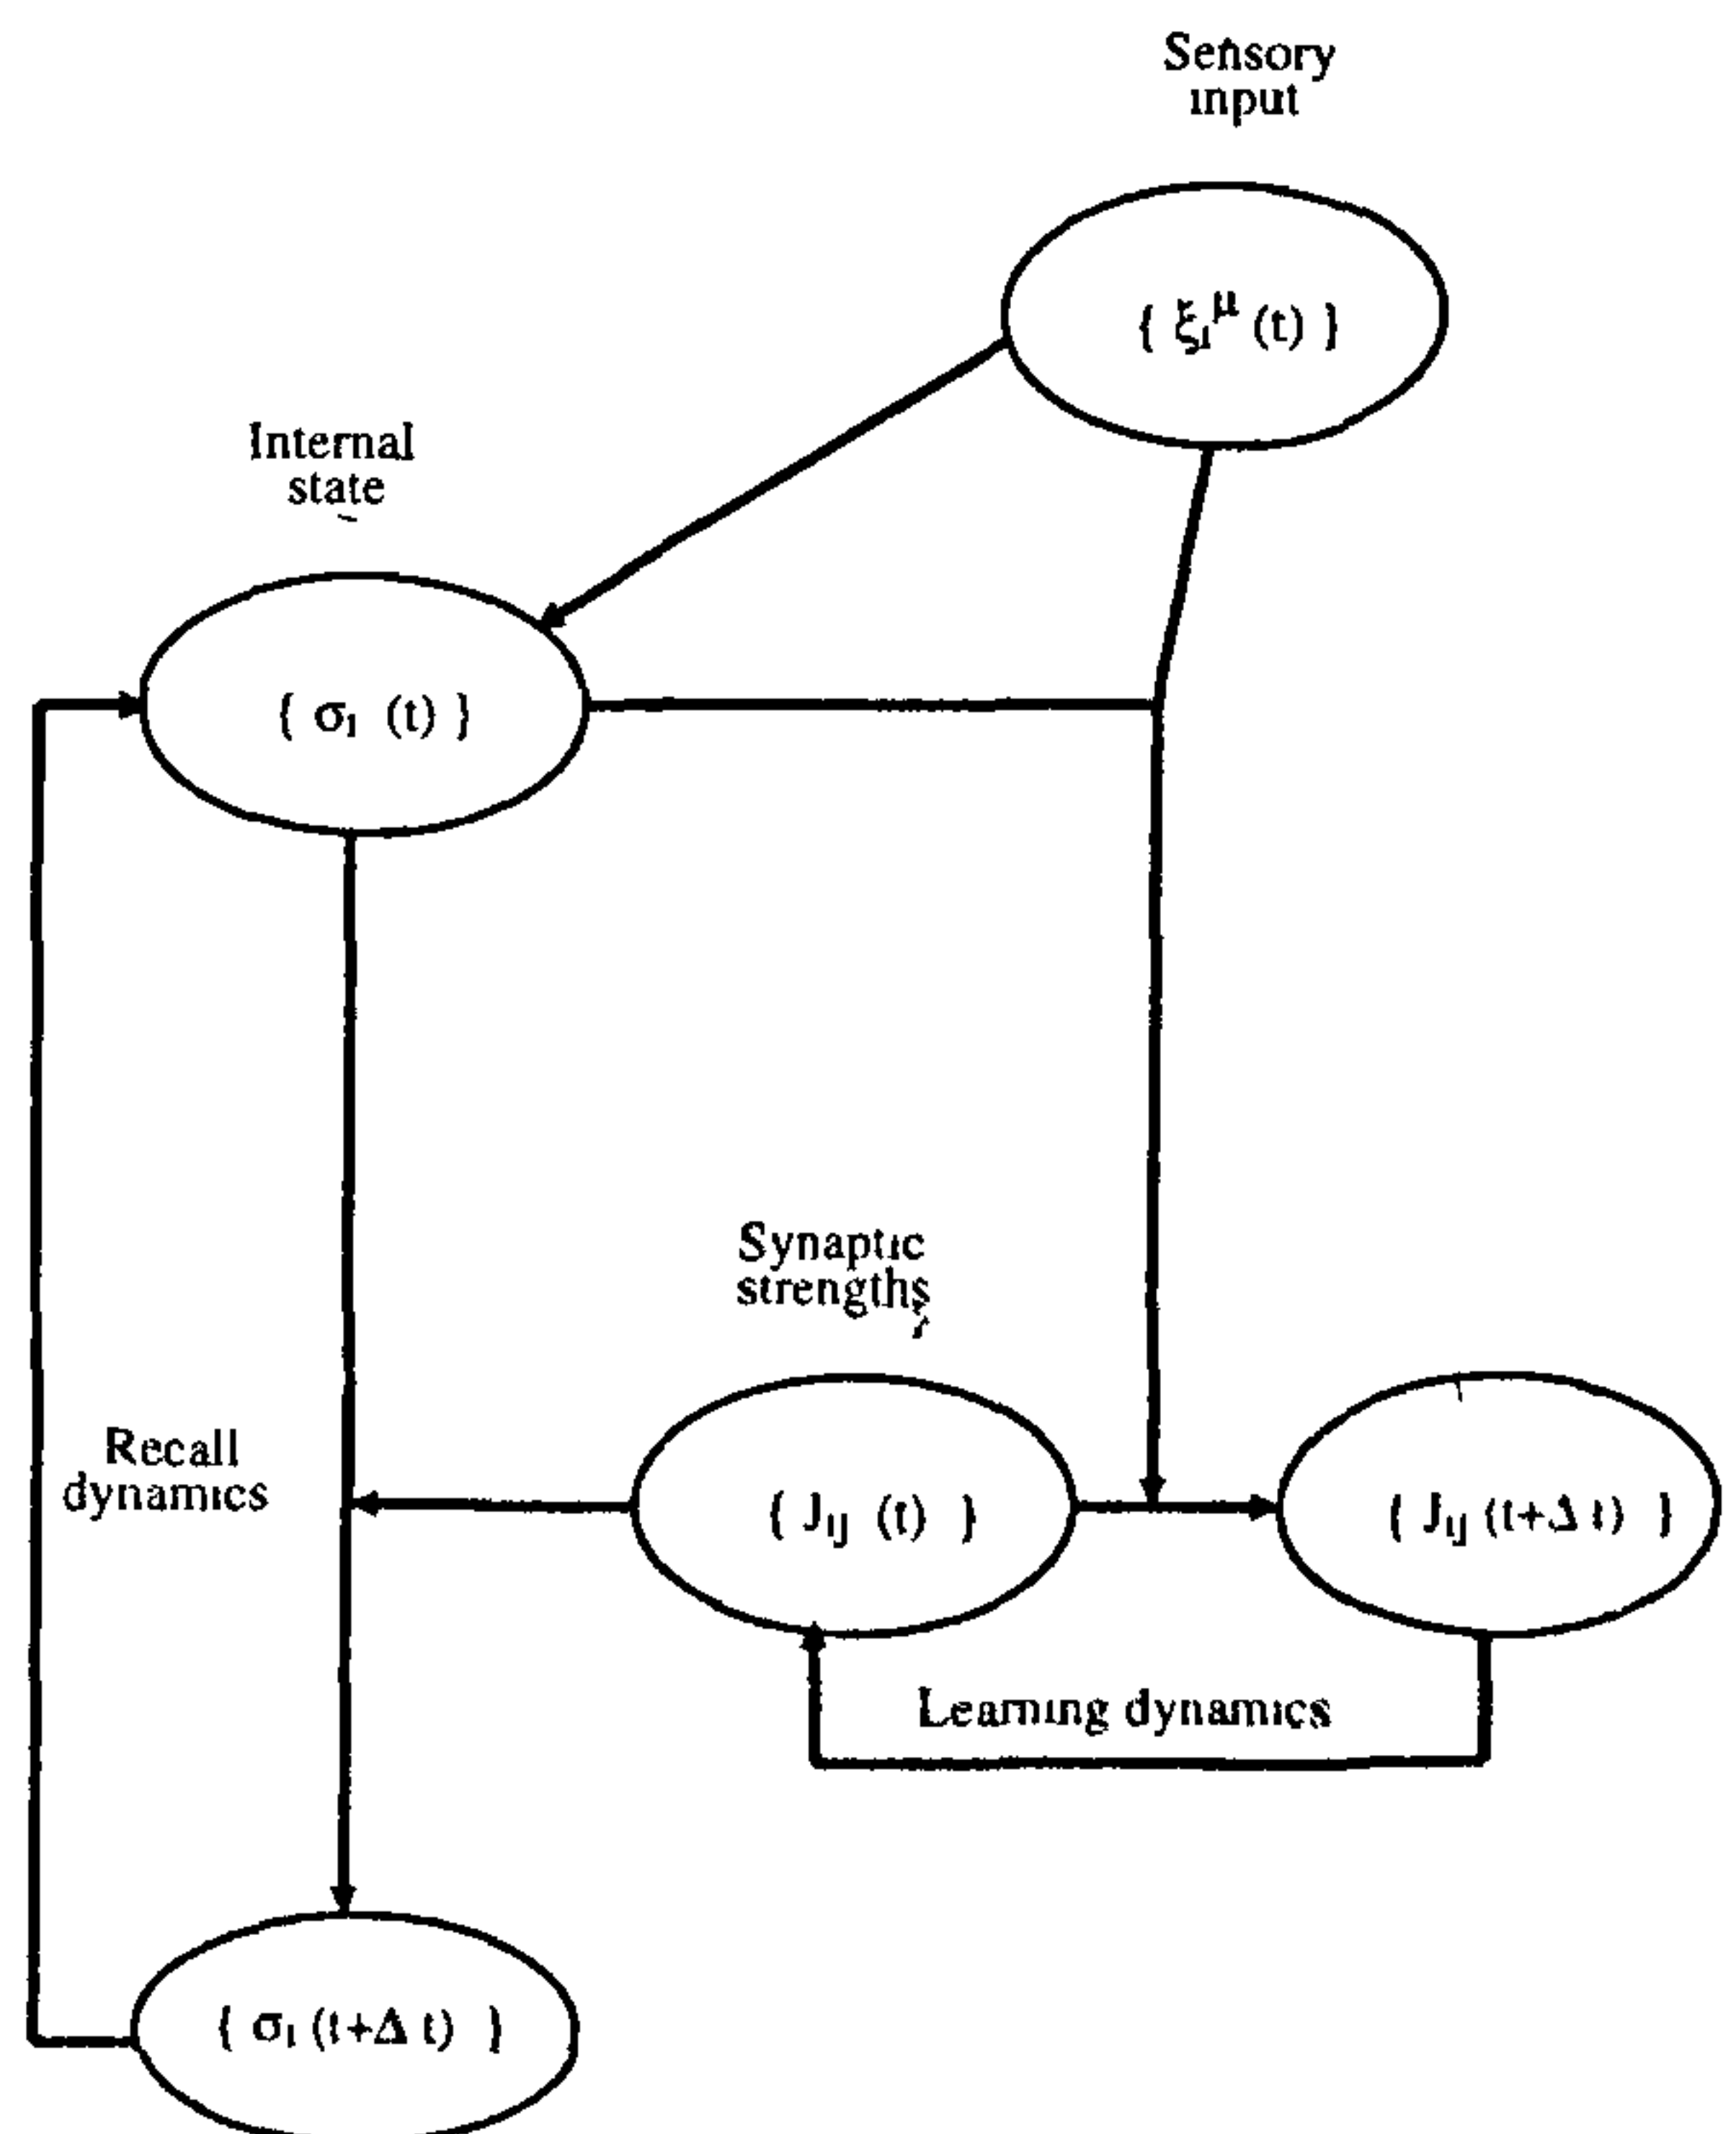 Sensory
input
{ ξᵢ^μ (t) }
Internal
state
{ σᵢ (t) }
Synaptic
strengths
Recall
dynamics
{ Jᵢⱼ (t) }
{ Jᵢⱼ (t+Δ t) }
Learning dynamics
{ σᵢ (t+Δ t) }